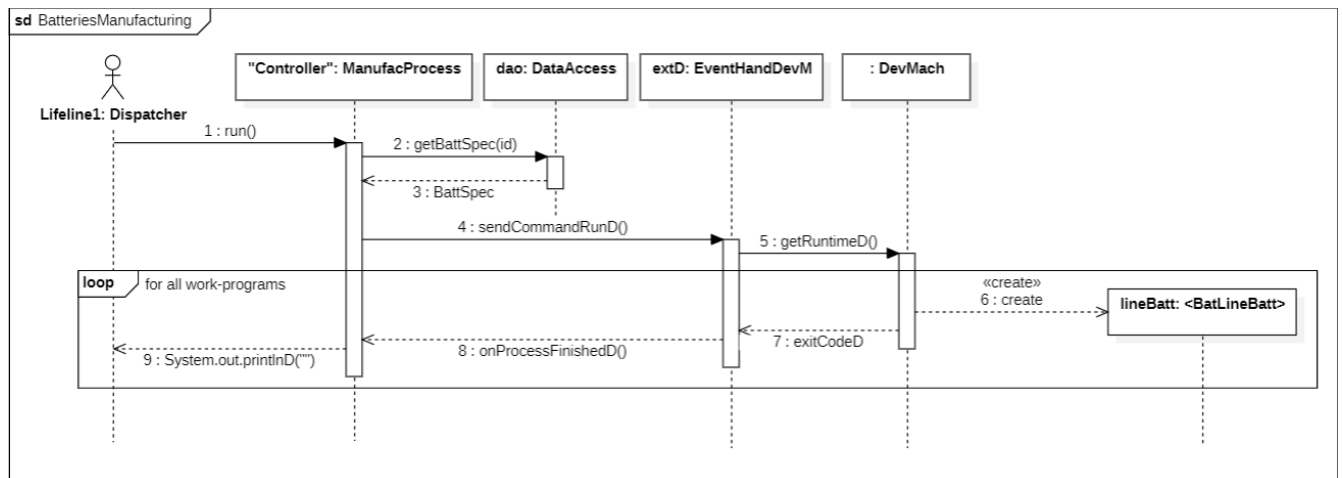 sd BatteriesManufacturing
"Controller": ManufacProcess
dao: DataAccess
extD: EventHandDevM
: DevMach
Lifeline1: Dispatcher
1 : run()
2 : getBattSpec(id)
3 : BattSpec
4 : sendCommandRunD()
5 : getRuntimeD()
loop
for all work-programs
«create»
6 : create
lineBatt: <BatLineBatt>
7 : exitCodeD
8 : onProcessFinishedD()
9 : System.out.printlnD("")